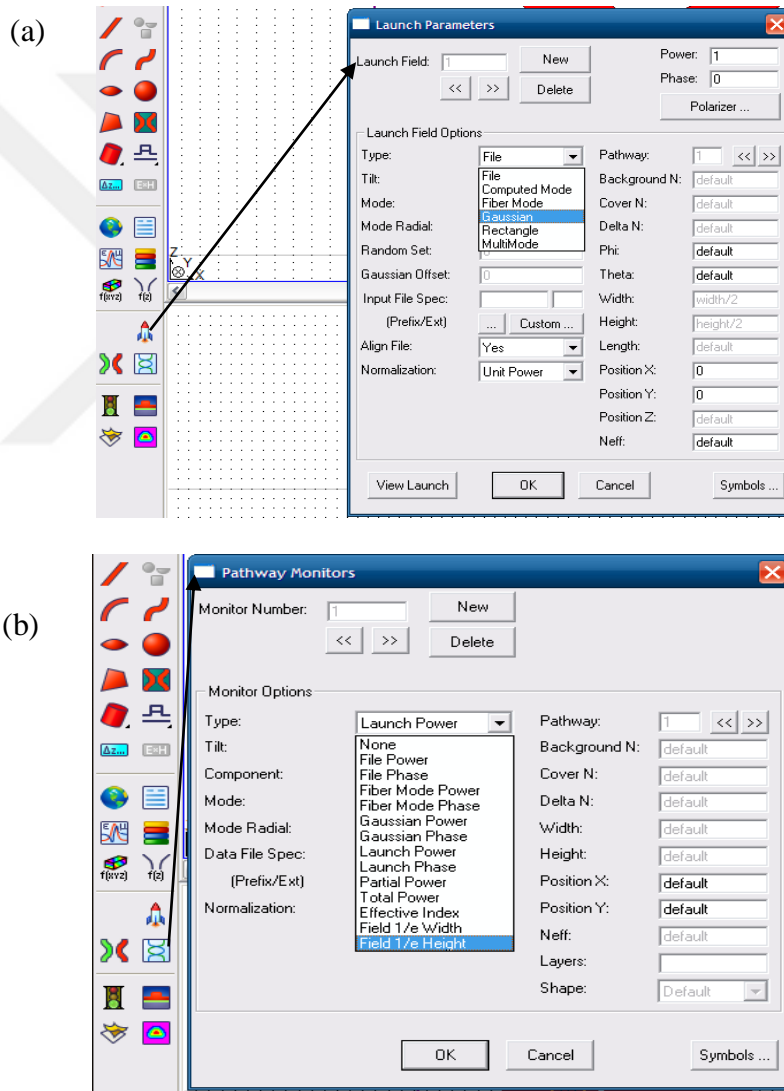 (a)
Launch Parameters
Launch Field: 1 New Power: 1
<< >> Delete Phase: 0
Polarizer ...
Launch Field Options
Type: File Pathway: 1 << >>
Tilt: File Background N: default
Computed Mode
Mode: Fiber Mode Cover N: default
Gaussian
Mode Radial: Rectangle Delta N: default
MultiMode
Random Set: Phi: default
Gaussian Offset: 0 Theta: default
Input File Spec: Width: width/2
(Prefix/Ext) ... Custom ... Height: height/2
Align File: Yes Length: default
Normalization: Unit Power Position X: 0
Position Y: 0
Position Z: default
Neff: default
View Launch OK Cancel Symbols ...
Δz... E»H
f(xyz) f(z)
Z Y X
(b)
Pathway Monitors
Monitor Number: 1 New
<< >> Delete
Monitor Options
Type: Launch Power Pathway: 1 << >>
Tilt: None Background N: default
File Power
Component: File Phase Cover N: default
Fiber Mode Power
Mode: Fiber Mode Phase Delta N: default
Gaussian Power
Mode Radial: Gaussian Phase Width: default
Launch Power
Data File Spec: Launch Phase Height: default
(Prefix/Ext) Partial Power Position X: default
Total Power
Normalization: Effective Index Position Y: default
Field 1/e Width
Field 1/e Height Neff: default
Layers:
Shape: Default
OK Cancel Symbols ...
Δz... E»H
f(xyz) f(z)